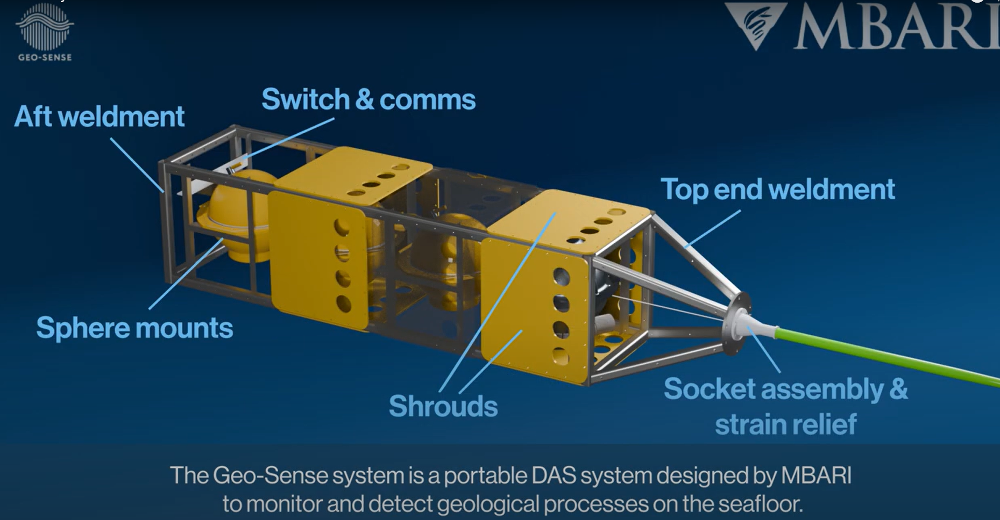 GEO-SENSE
MBARI
Switch & comms
Aft weldment
Top end weldment
Sphere mounts
Shrouds
Socket assembly &
strain relief
The Geo-Sense system is a portable DAS system designed by MBARI
to monitor and detect geological processes on the seafloor.